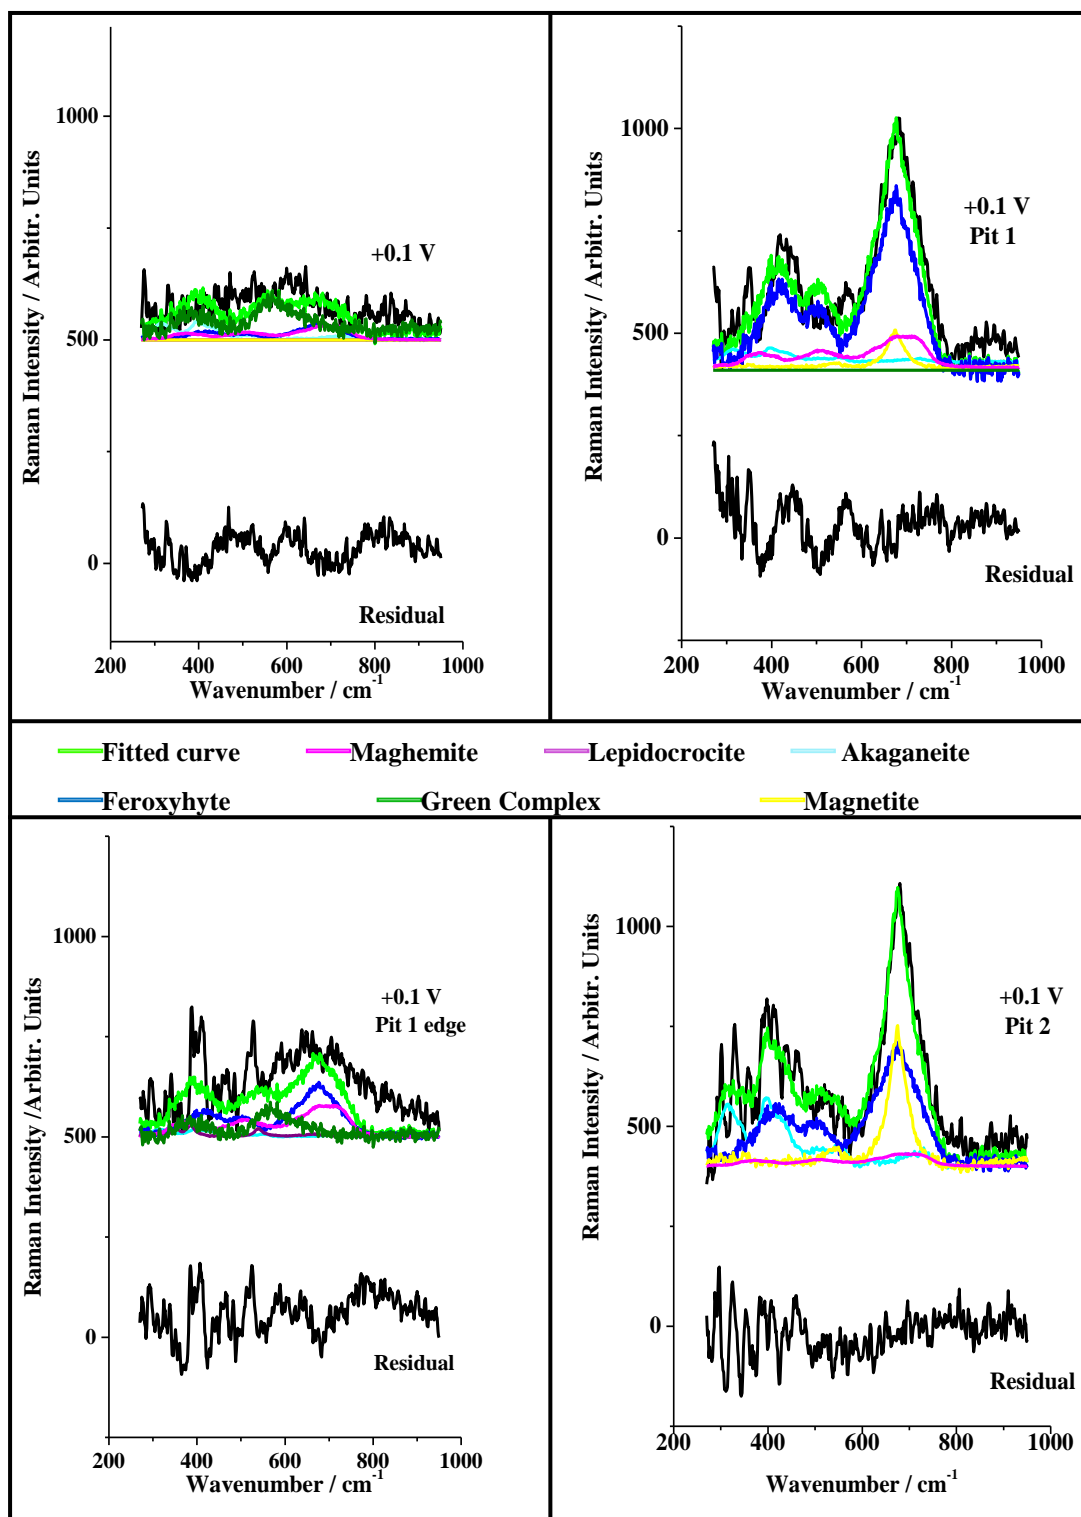 1000
500
0
Raman Intensity / Arbitr. Units
+0.1 V
Residual
200 400 600 800 1000
Wavenumber / cm-1
1000
500
0
Raman Intensity / Arbitr. Units
+0.1 V
Pit 1
Residual
200 400 600 800 1000
Wavenumber / cm-1
Fitted curve Maghemite Lepidocrocite Akaganeite
Feroxyhyte Green Complex Magnetite
1000
500
0
Raman Intensity /Arbitr. Units
+0.1 V
Pit 1 edge
Residual
200 400 600 800 1000
Wavenumber / cm-1
1000
500
0
Raman Intensity / Arbitr. Units
+0.1 V
Pit 2
Residual
200 400 600 800 1000
Wavenumber / cm-1